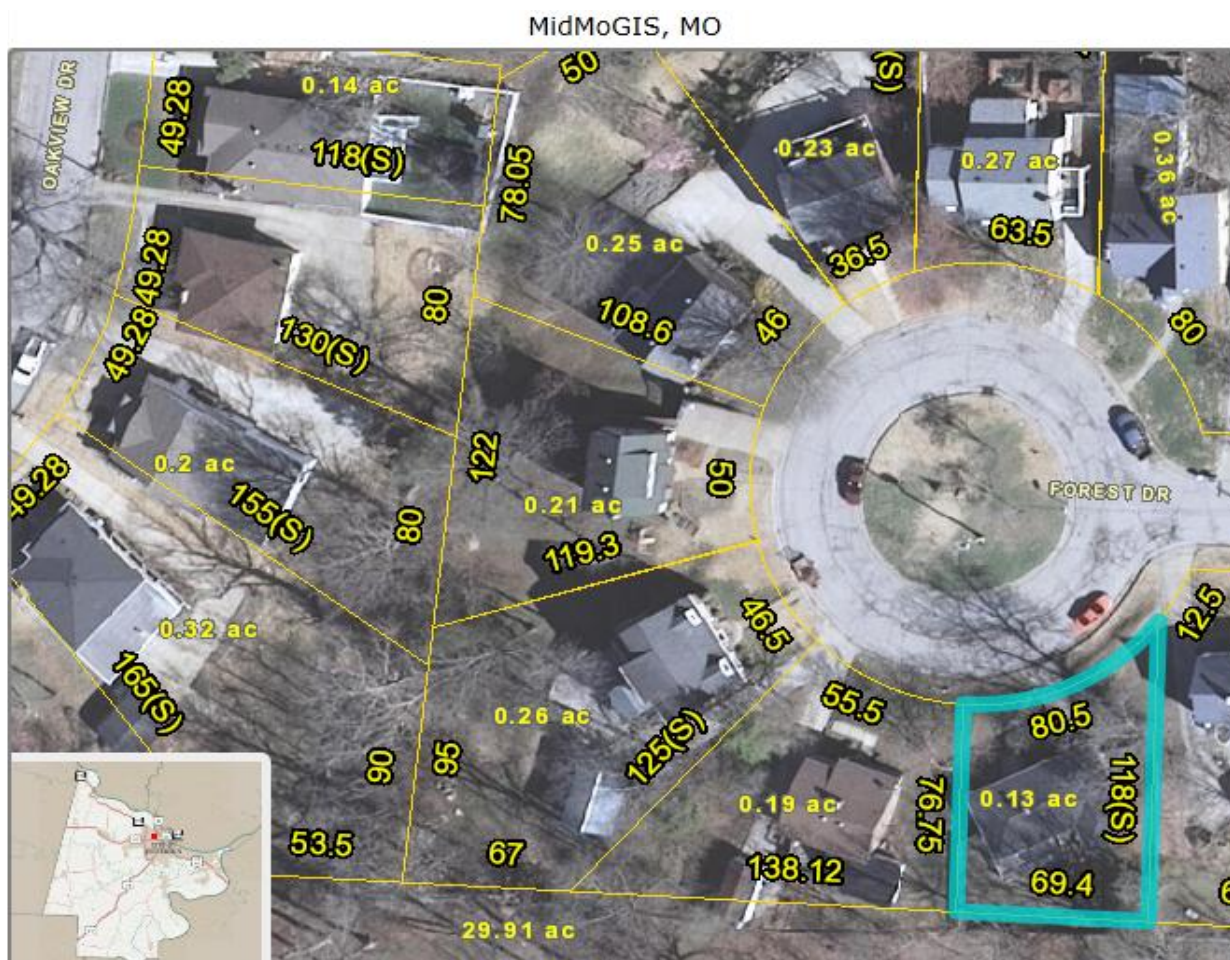 MidMoGIS, MO
OAKVIEW DR
49.28
0.14 ac
118(S)
50
78.05
(S)
0.23 ac
0.27 ac
0.36 ac
63.5
36.5
0.25 ac
108.6
46
80
49.28
80
130(S)
49.28
0.2 ac
155(S)
49.28
122
80
0.21 ac
119.3
50
FOREST DR
46.5
12.5
0.32 ac
165(S)
0.26 ac
125(S)
55.5
80.5
90
95
0.19 ac
76.75
0.13 ac
118(S)
53.5
67
138.12
69.4
29.91 ac